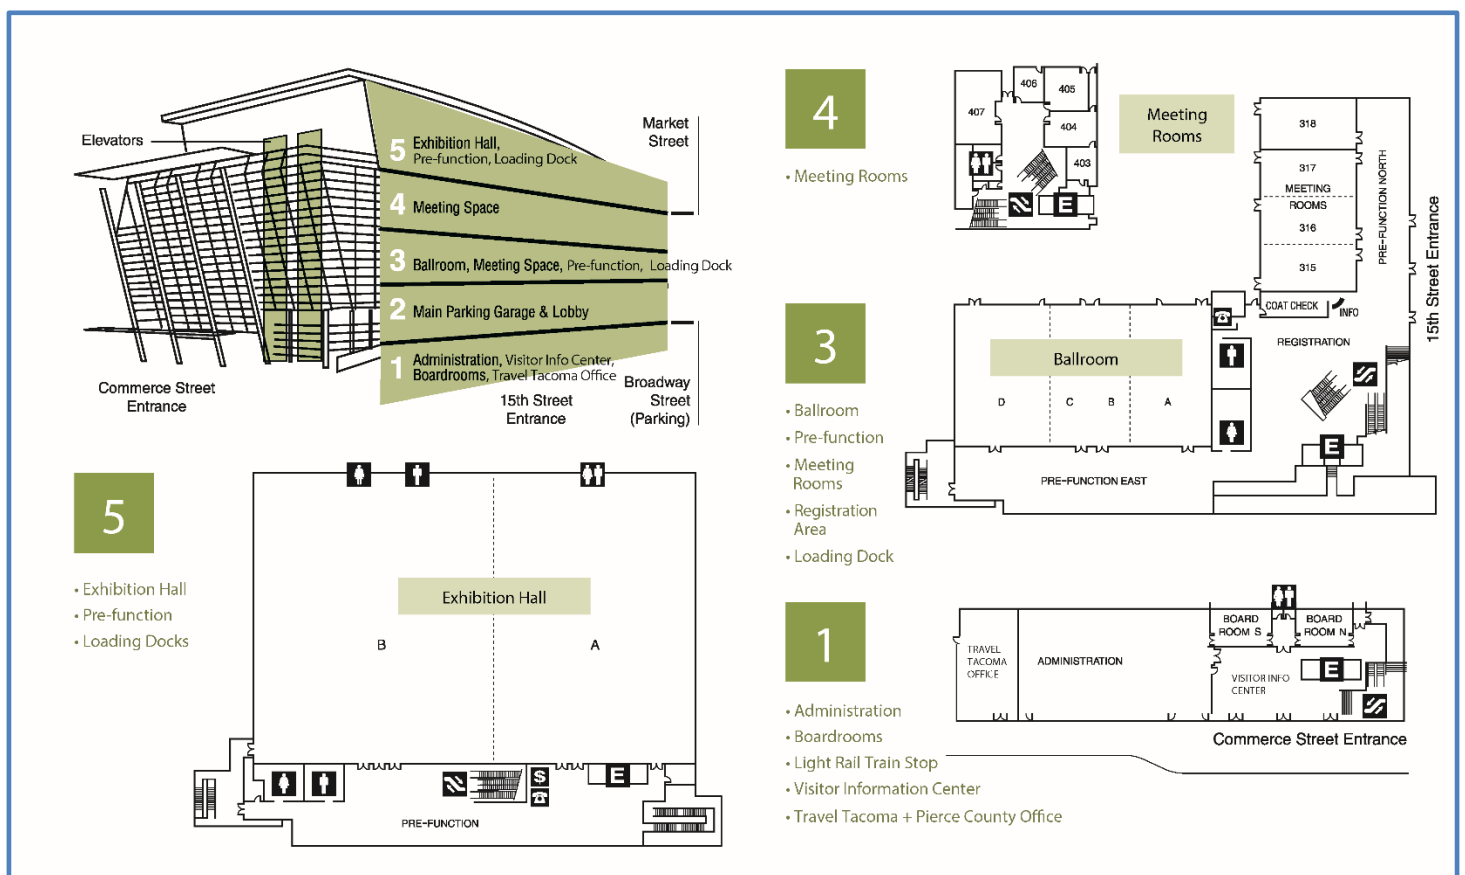 Elevators
Market
Street
5 Exhibition Hall,
Pre-function, Loading Dock
4 Meeting Space
3 Ballroom, Meeting Space, Pre-function, Loading Dock
2 Main Parking Garage & Lobby
1 Administration, Visitor Info Center,
Boardrooms, Travel Tacoma Office
Commerce Street
Entrance
15th Street
Entrance
Broadway
Street
(Parking)
4
• Meeting Rooms
407
406
405
404
403
E
Meeting
Rooms
318
317
MEETING
ROOMS
316
315
PRE-FUNCTION NORTH
15th Street Entrance
COAT CHECK
INFO
REGISTRATION
E
3
• Ballroom
• Pre-function
• Meeting
Rooms
• Registration
Area
• Loading Dock
Ballroom
D
C
B
A
PRE-FUNCTION EAST
5
• Exhibition Hall
• Pre-function
• Loading Docks
Exhibition Hall
B
A
$
E
PRE-FUNCTION
1
• Administration
• Boardrooms
• Light Rail Train Stop
• Visitor Information Center
• Travel Tacoma + Pierce County Office
TRAVEL
TACOMA
OFFICE
ADMINISTRATION
BOARD
ROOM S
BOARD
ROOM N
VISITOR INFO
CENTER
E
Commerce Street Entrance